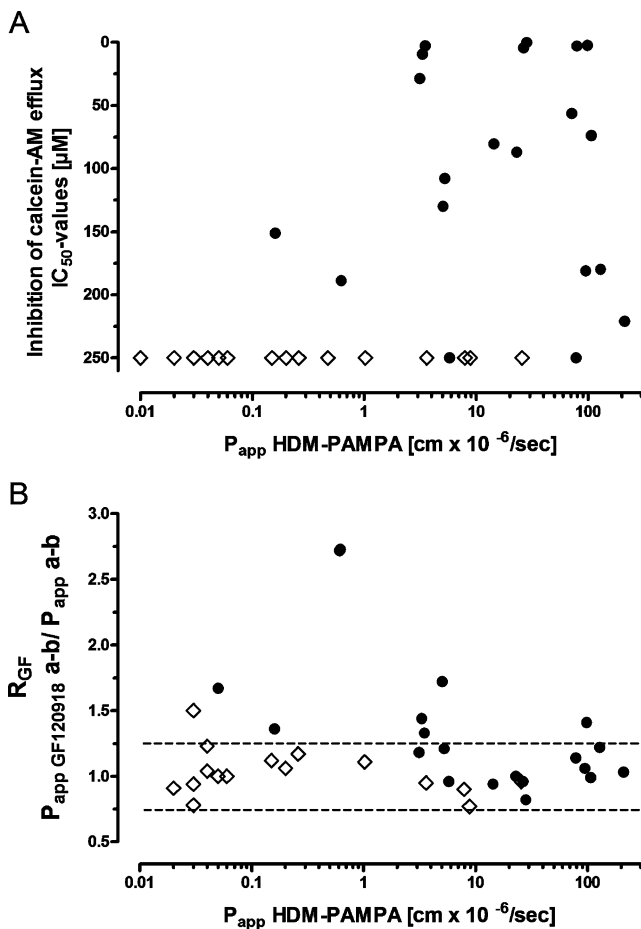 A
Inhibition of calcein-AM efflux
IC50-values [µM]
0
50
100
150
200
250
0.01 0.1 1 10 100
Papp HDM-PAMPA [cm x 10 -6/sec]
B
RGF
Papp GF120918 a-b/ Papp a-b
3.0
2.5
2.0
1.5
1.0
0.5
0.01 0.1 1 10 100
Papp HDM-PAMPA [cm x 10 -6/sec]